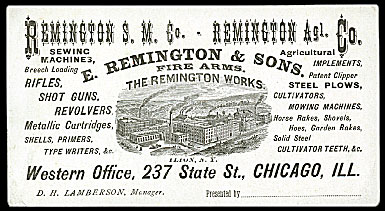 REMINGTON S. M. Co. - REMINGTON Agl. Co.
SEWING MACHINES,
Breech Loading
RIFLES,
SHOT GUNS,
REVOLVERS,
Metallic Cartridges,
SHELLS, PRIMERS,
TYPE WRITERS, &c.
E. REMINGTON & SONS.
FIRE ARMS.
THE REMINGTON WORKS.
ILION, N. Y.
Agricultural
IMPLEMENTS,
Patent Clipper
STEEL PLOWS,
CULTIVATORS,
MOWING MACHINES,
Horse Rakes, Shovels,
Hoes, Garden Rakes,
Solid Steel
CULTIVATOR TEETH, &c.
Western Office, 237 State St., CHICAGO, ILL.
D. H. LAMBERSON, Manager. Presented by